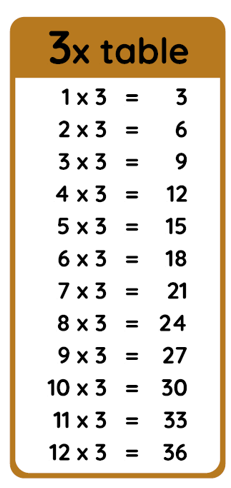 3x table
1 x 3 = 3
2 x 3 = 6
3 x 3 = 9
4 x 3 = 12
5 x 3 = 15
6 x 3 = 18
7 x 3 = 21
8 x 3 = 24
9 x 3 = 27
10 x 3 = 30
11 x 3 = 33
12 x 3 = 36